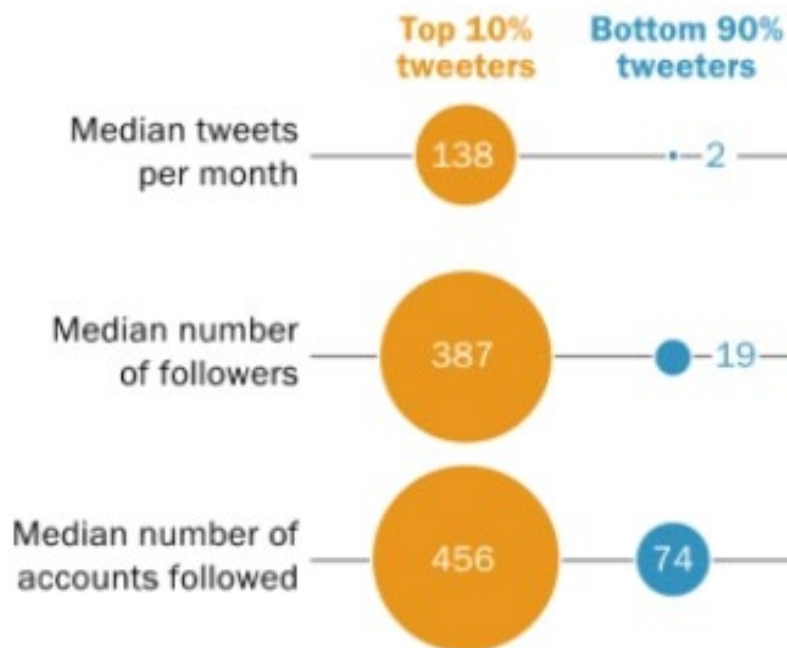 Top 10%
tweeters
Bottom 90%
tweeters
Median tweets
per month
138
2
Median number
of followers
387
19
Median number of
accounts followed
456
74